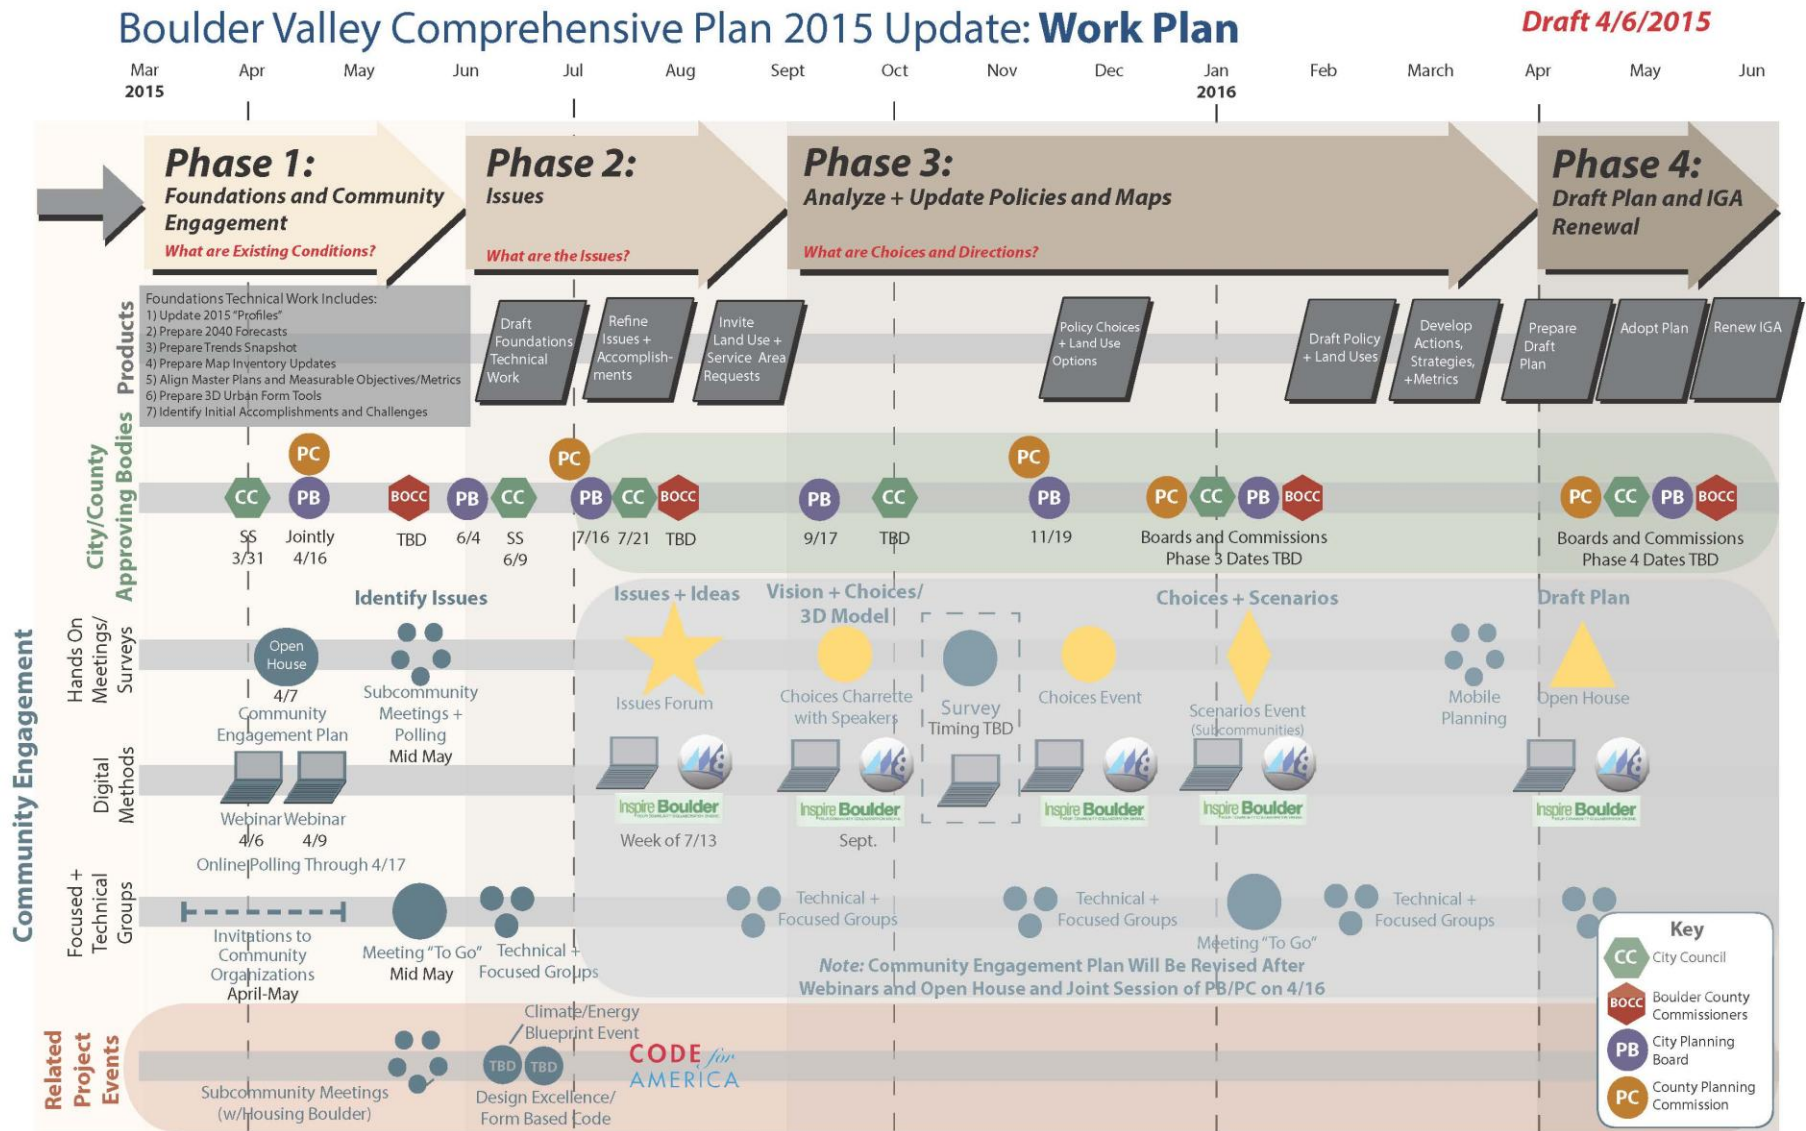 Boulder Valley Comprehensive Plan 2015 Update: Work Plan
Draft 4/6/2015
Mar Apr May Jun Jul Aug Sept Oct Nov Dec Jan Feb March Apr May Jun
2015 2016
Phase 1:
Foundations and Community
Engagement
What are Existing Conditions?
Phase 2:
Issues
What are the Issues?
Phase 3:
Analyze + Update Policies and Maps
What are Choices and Directions?
Phase 4:
Draft Plan and IGA
Renewal
Products
Foundations Technical Work Includes:
1) Update 2015 "Profiles"
2) Prepare 2040 Forecasts
3) Prepare Trends Snapshot
4) Prepare Map Inventory Updates
5) Align Master Plans and Measurable Objectives/Metrics
6) Prepare 3D Urban Form Tools
7) Identify Initial Accomplishments and Challenges
Draft
Foundations
Technical
Work
Refine
Issues +
Accomplish-
ments
Invite
Land Use +
Service Area
Requests
Policy Choices
+ Land Use
Options
Draft Policy
+ Land Uses
Develop
Actions,
Strategies,
+Metrics
Prepare
Draft
Plan
Adopt Plan
Renew IGA
City/County
Approving Bodies
PC PC PC
CC PB BOCC PB CC PB CC BOCC PB CC PB PC CC PB BOCC PC CC PB BOCC
SS
3/31
Jointly
4/16
TBD
6/4
SS
6/9
7/16
7/21
TBD
9/17
TBD
11/19
Boards and Commissions
Phase 3 Dates TBD
Boards and Commissions
Phase 4 Dates TBD
Community Engagement
Hands On
Meetings/
Surveys
Open
House
4/7
Community
Engagement Plan
Identify Issues
Subcommunity
Meetings +
Polling
Mid May
Issues + Ideas
Issues Forum
Vision + Choices/
3D Model
Choices Charrette
with Speakers
Survey
Timing TBD
Choices Event
Choices + Scenarios
Scenarios Event
(Subcommunities)
Mobile
Planning
Draft Plan
Open House
Digital
Methods
Webinar
4/6
Webinar
4/9
Online Polling Through 4/17
Inspire Boulder
Week of 7/13
Inspire Boulder
Sept.
Inspire Boulder
Inspire Boulder
Inspire Boulder
Focused +
Technical
Groups
Invitations to
Community
Organizations
April-May
Meeting "To Go"
Mid May
Technical +
Focused Groups
Technical +
Focused Groups
Technical +
Focused Groups
Meeting "To Go"
Technical +
Focused Groups
Note: Community Engagement Plan Will Be Revised After
Webinars and Open House and Joint Session of PB/PC on 4/16
Related
Project
Events
Subcommunity Meetings
(w/Housing Boulder)
Climate/Energy
Blueprint Event
TBD TBD
Design Excellence/
Form Based Code
CODE for
AMERICA
Key
CC City Council
BOCC Boulder County
Commissioners
PB City Planning
Board
PC County Planning
Commission